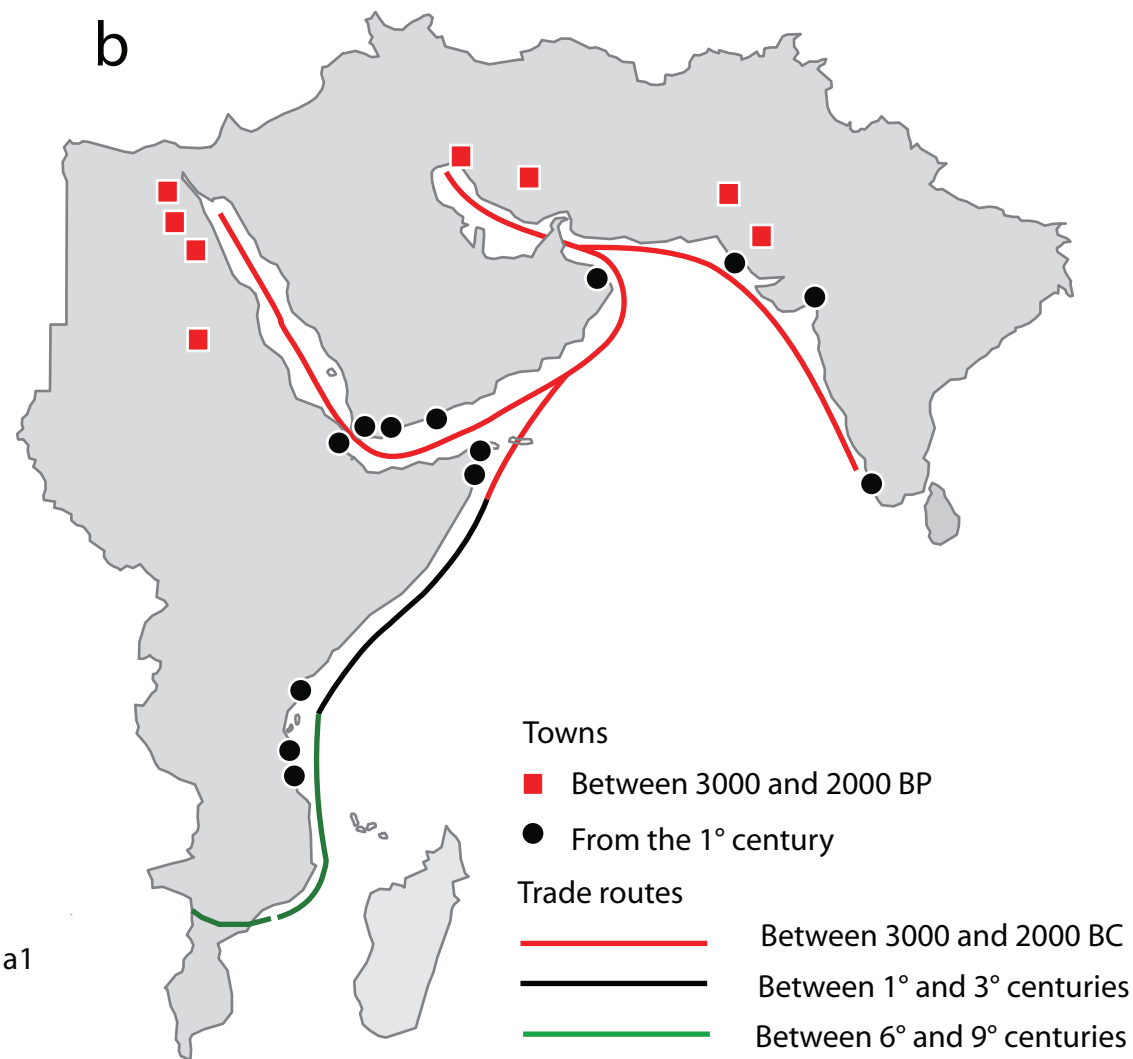 b
Towns
Between 3000 and 2000 BP
From the 1° century
Trade routes
a1
Between 3000 and 2000 BC
Between 1° and 3° centuries
Between 6° and 9° centuries